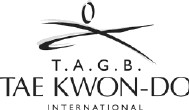 T.A.G.B.
TAE KWON-DO
INTERNATIONAL